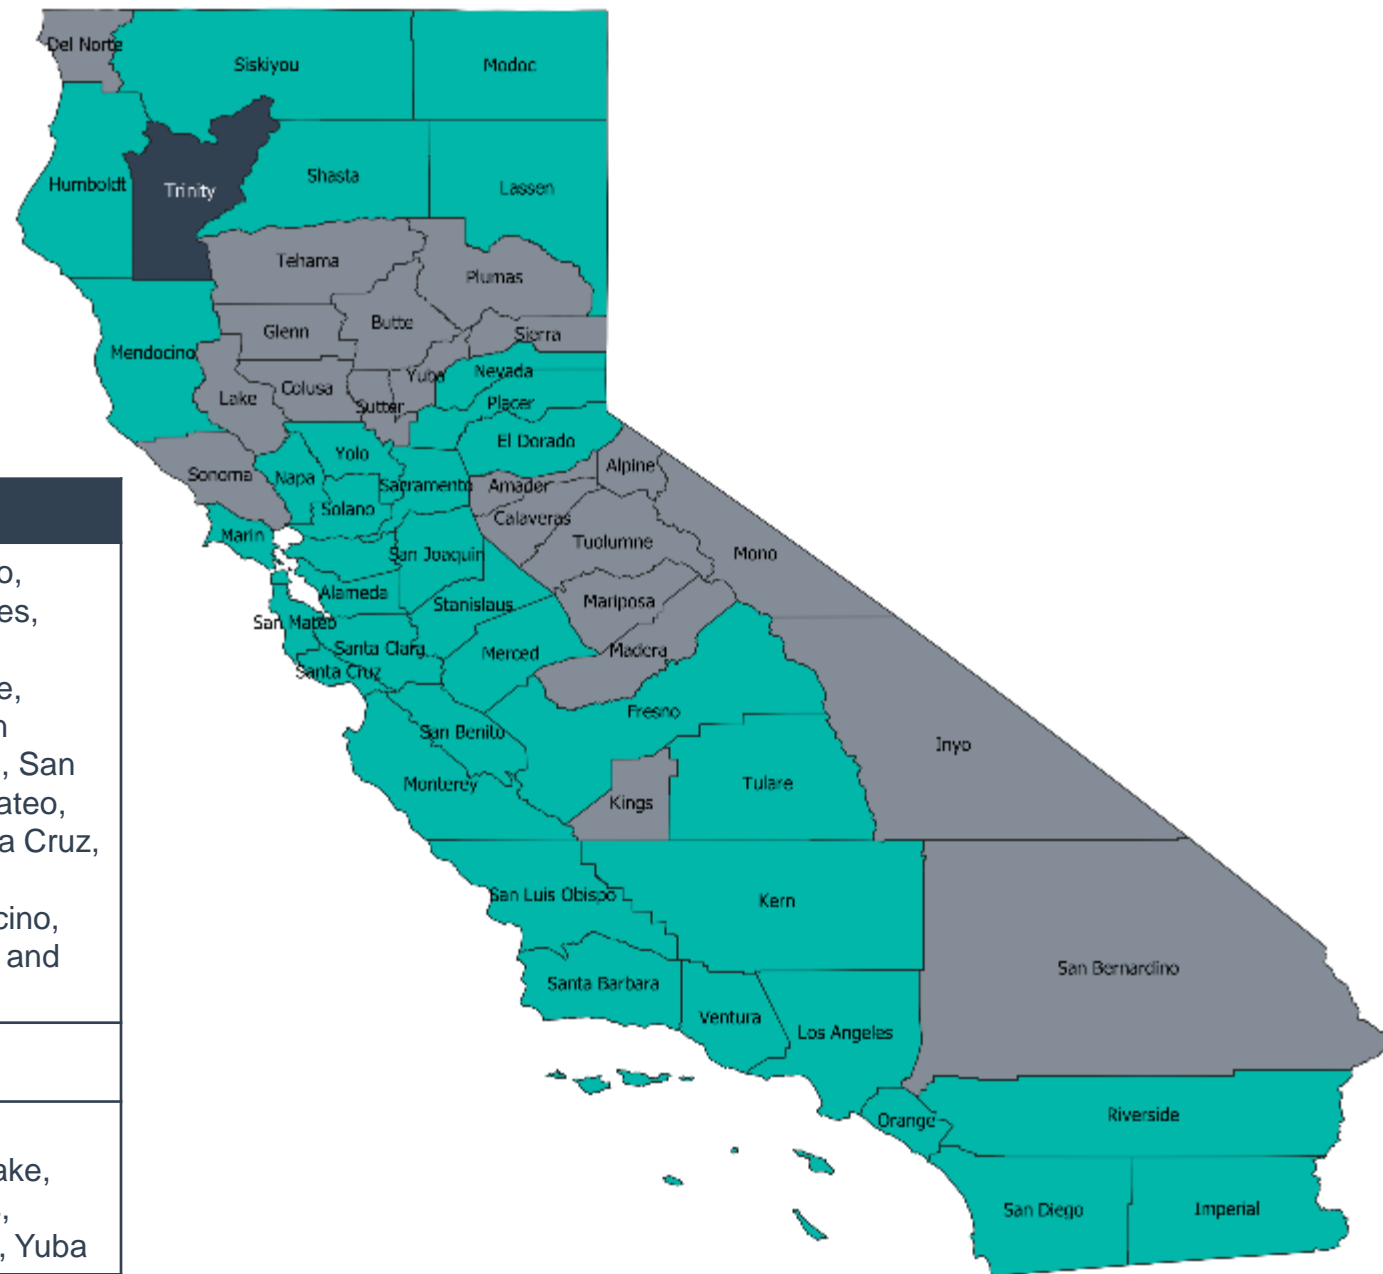 Del Norte
Siskiyou
Modoc
Humboldt
Trinity
Shasta
Lassen
Tehama
Plumas
Glenn
Butte
Sierra
Mendocino
Nevada
Yuba
Colusa
Lake
Sutter
Placer
El Dorado
Yolo
Sonoma
Napa
Sacramento
Amader
Alpine
Solano
Calaveras
Marin
Tuolumne
Mono
San Joaquin
Alameda
Stanislaus
Mariposa
San Mateo
Santa Clara
Merced
Madera
Santa Cruz
Fresno
San Benito
Inyo
Monterey
Tulare
Kings
San Luis Obispo
Kern
San Bernardino
Santa Barbara
Ventura
Los Angeles
Orange
Riverside
San Diego
Imperial
o,
es,
e,
n
, San
ateo,
a Cruz,
cino,
and
ake,
,
, Yuba